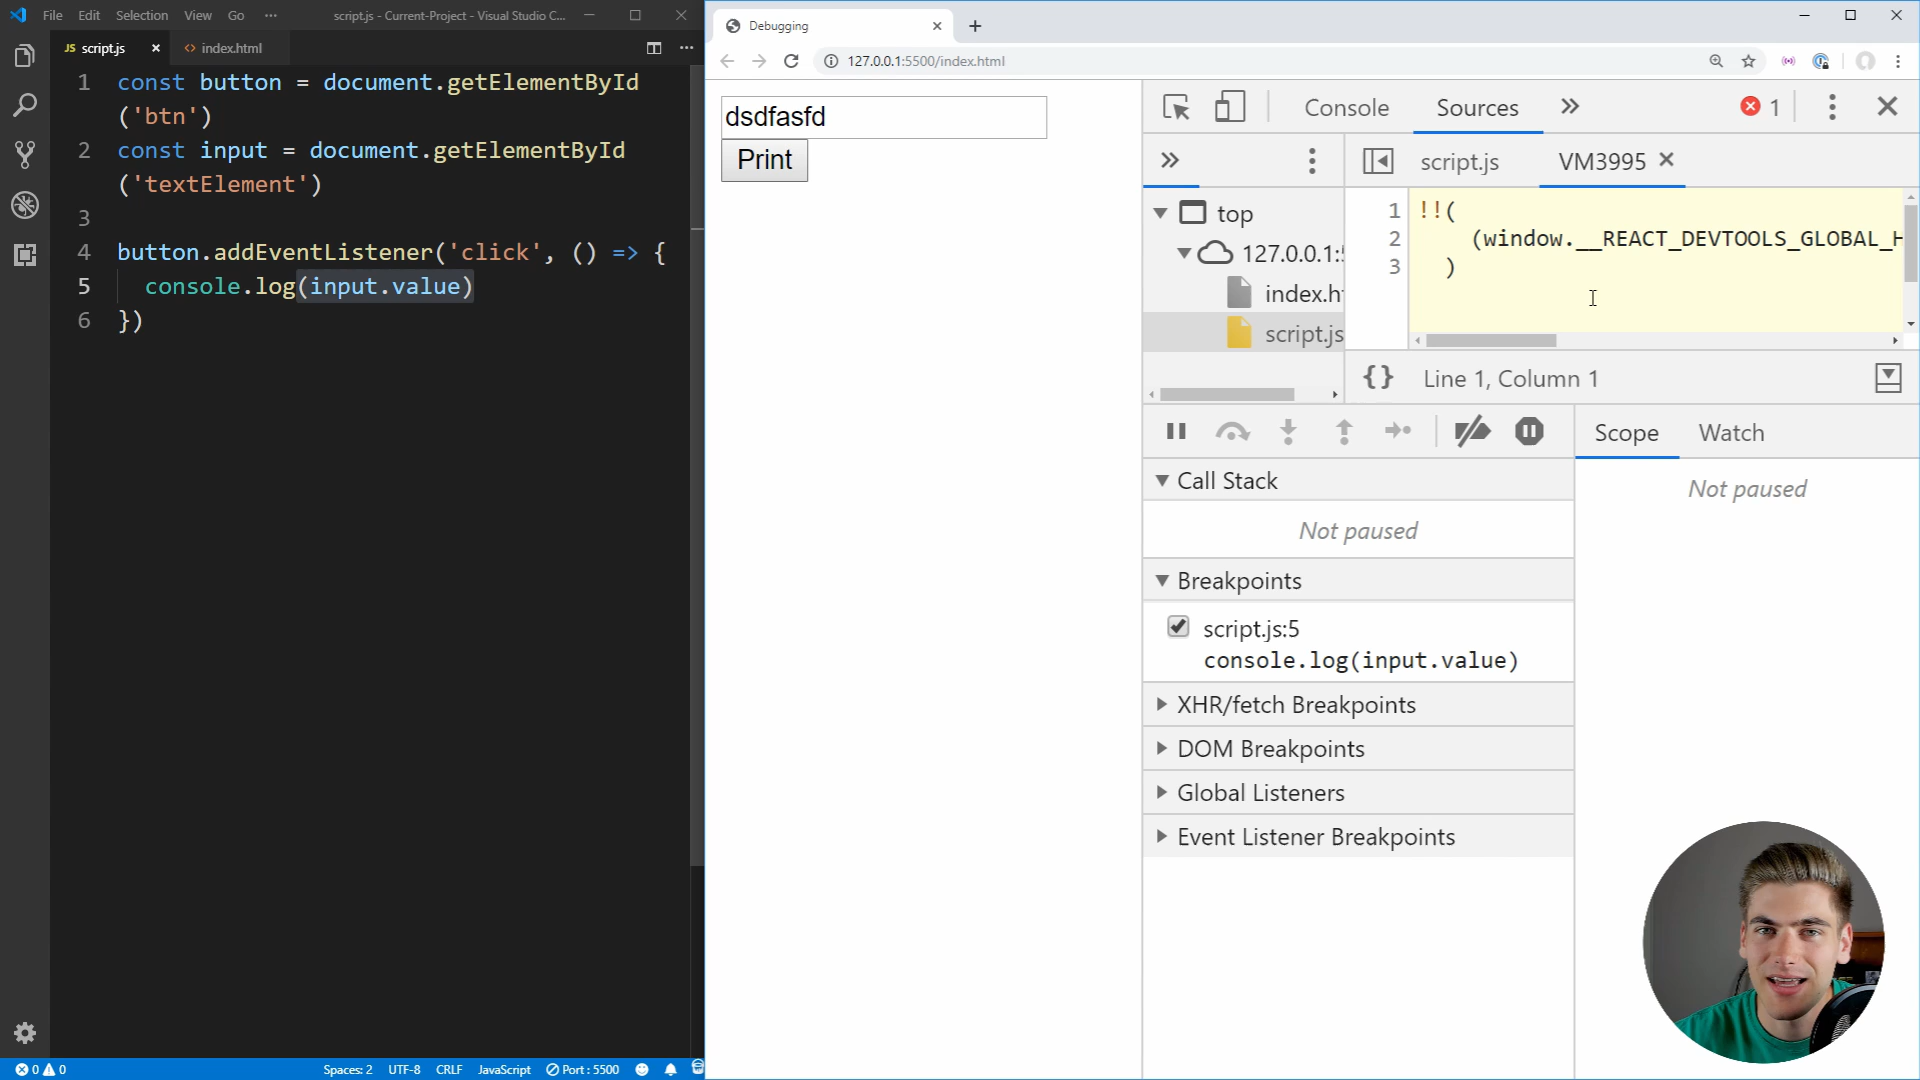 File Edit Selection View Go ··· script.js - Current-Project - Visual Studio C...
JS script.js × <> index.html ···
1 const button = document.getElementById
('btn')
2 const input = document.getElementById
('textElement')
3
4 button.addEventListener('click', () => {
5 console.log(input.value)
6 })
0 0 Spaces: 2 UTF-8 CRLF JavaScript Port : 5500
Debugging
127.0.0.1:5500/index.html
dsdfasfd
Print
Console Sources » 1
» script.js VM3995 ×
top
127.0.0.1:5
index.h
script.js
1 !!(
2 (window.__REACT_DEVTOOLS_GLOBAL_H
3 )
{} Line 1, Column 1
Scope Watch
Not paused
Call Stack
Not paused
Breakpoints
script.js:5
console.log(input.value)
XHR/fetch Breakpoints
DOM Breakpoints
Global Listeners
Event Listener Breakpoints